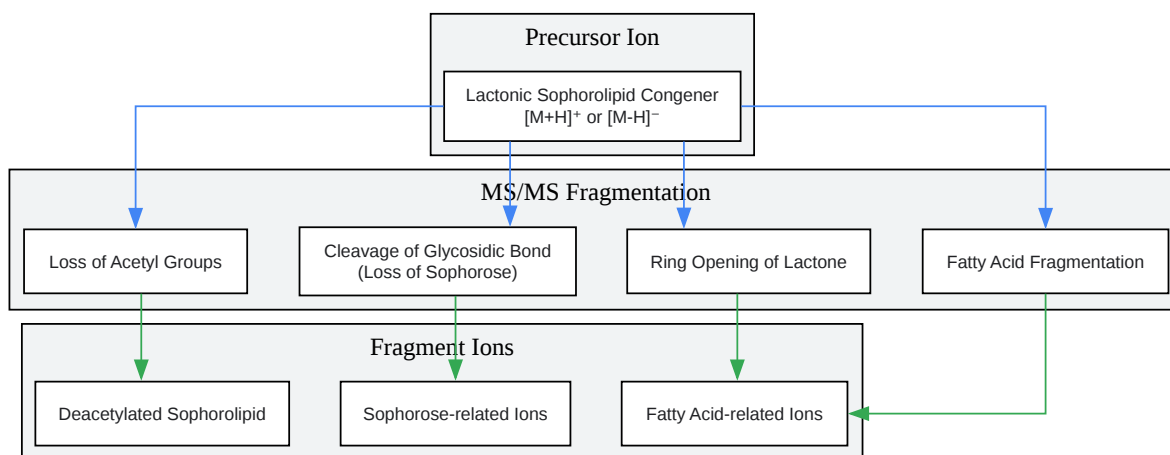 Precursor Ion
Lactonic Sophorolipid Congener
[M+H]⁺ or [M-H]⁻
MS/MS Fragmentation
Loss of Acetyl Groups
Cleavage of Glycosidic Bond
(Loss of Sophorose)
Ring Opening of Lactone
Fatty Acid Fragmentation
Fragment Ions
Deacetylated Sophorolipid
Sophorose-related Ions
Fatty Acid-related Ions